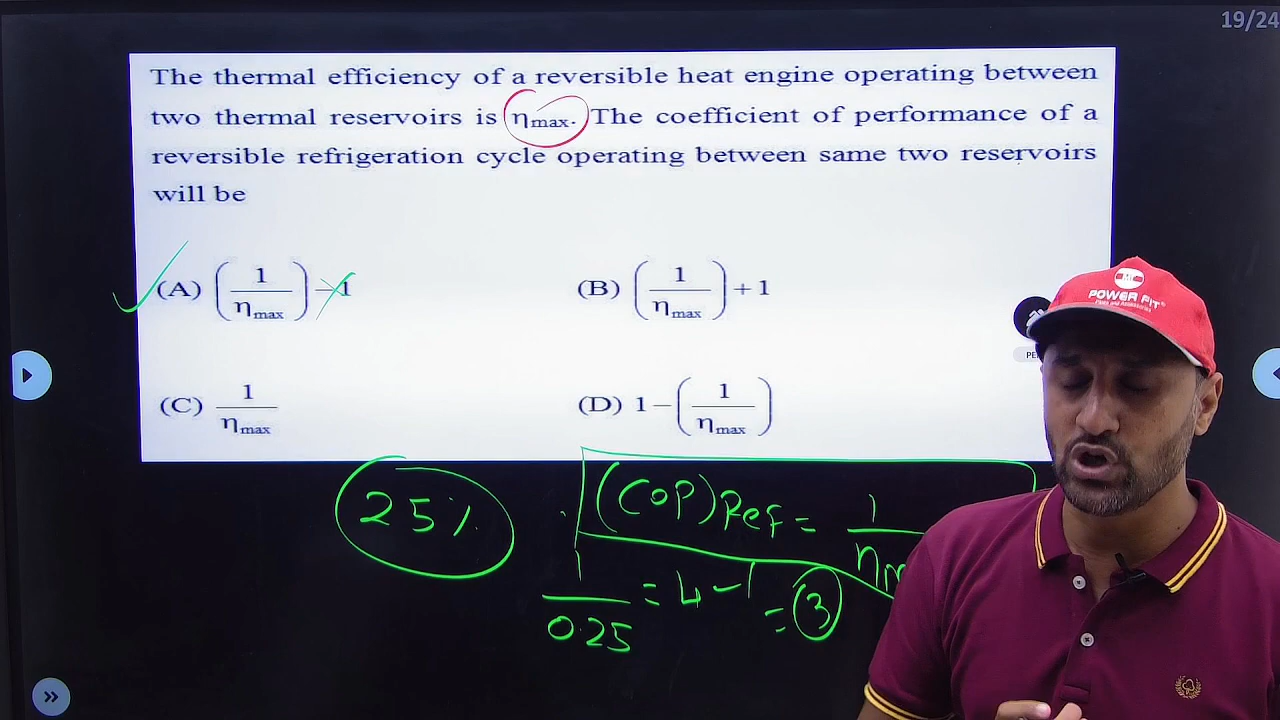 19/24
The thermal efficiency of a reversible heat engine operating between
two thermal reservoirs is ηmax. The coefficient of performance of a
reversible refrigeration cycle operating between same two reservoirs
will be
(A) (1/ηmax) − 1
(B) (1/ηmax) + 1
(C) 1/ηmax
(D) 1 − (1/ηmax)
POWER FIT
25%
(COP)Ref = 1/
1/0.25 = 4 − 1 = 3